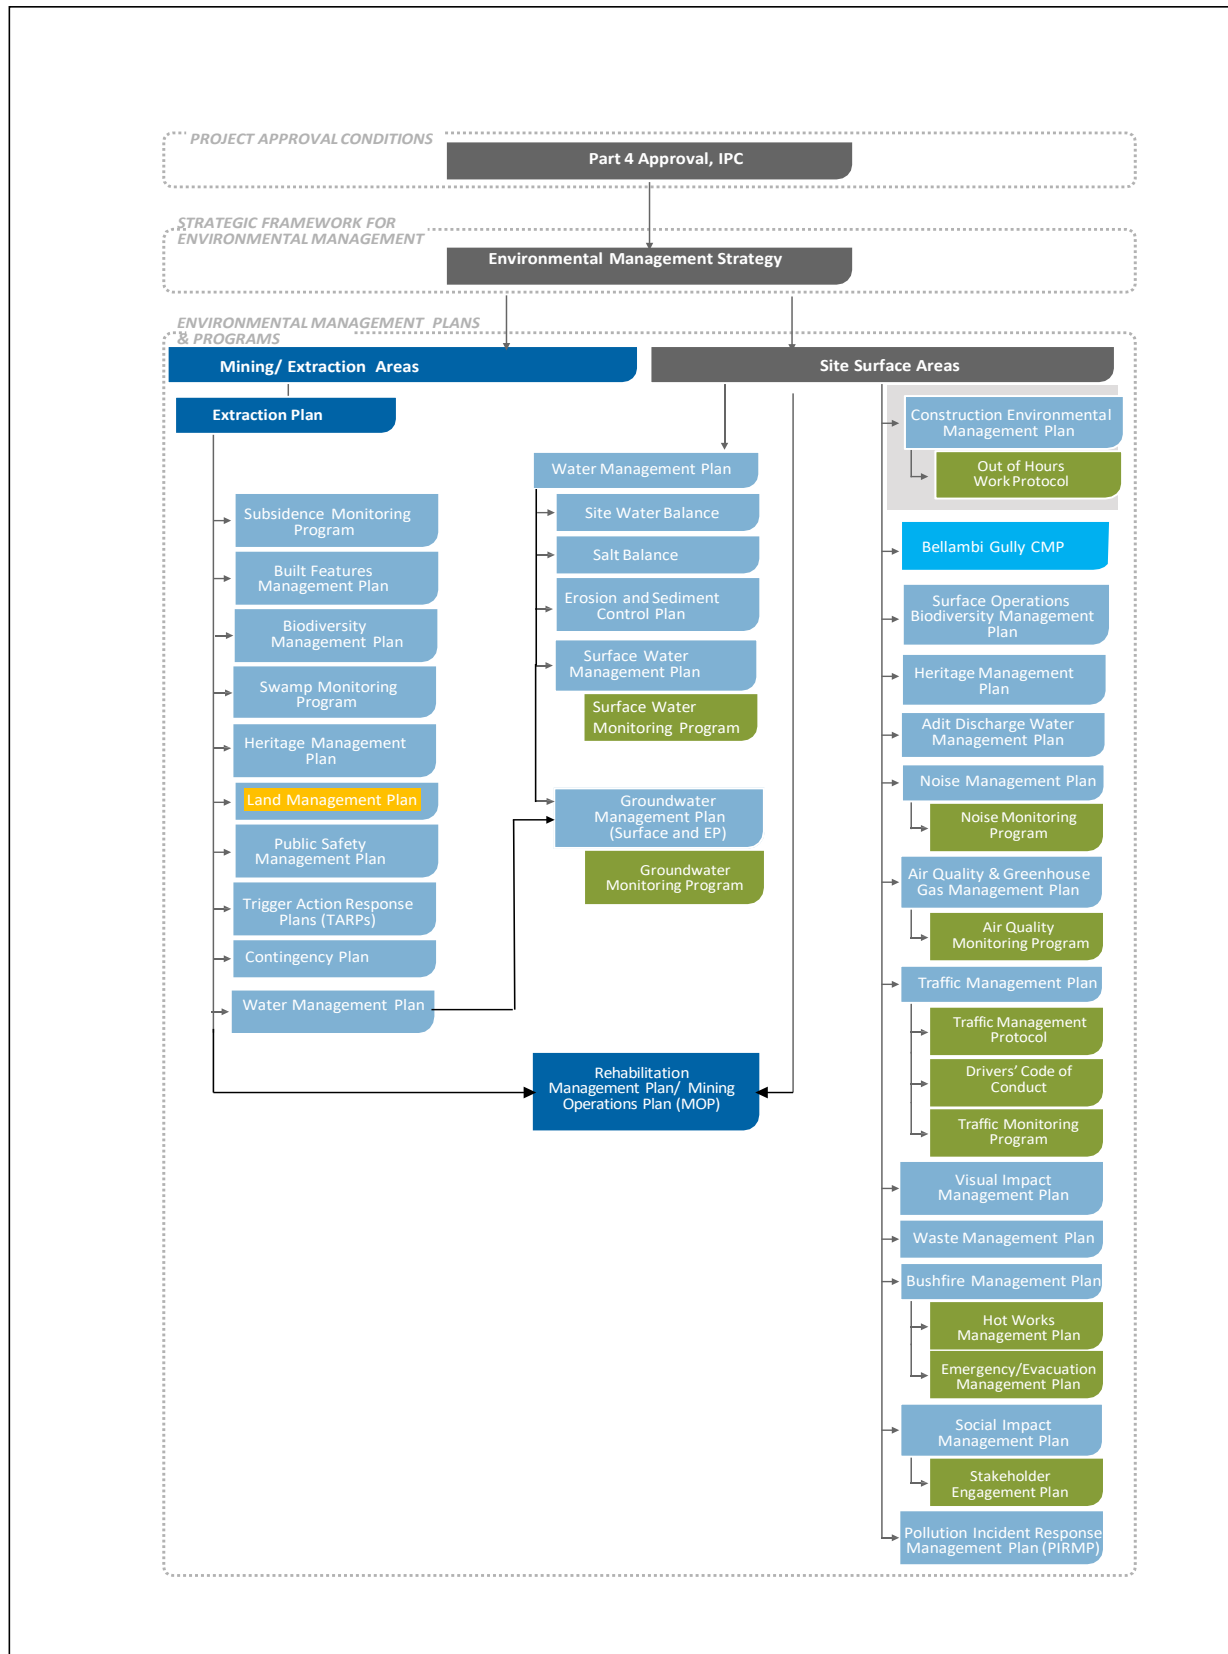 PROJECT APPROVAL CONDITIONS
Part 4 Approval, IPC
STRATEGIC FRAMEWORK FOR
ENVIRONMENTAL MANAGEMENT
Environmental Management Strategy
ENVIRONMENTAL MANAGEMENT PLANS
& PROGRAMS
Mining/ Extraction Areas
Extraction Plan
Subsidence Monitoring
Program
Built Features
Management Plan
Biodiversity
Management Plan
Swamp Monitoring
Program
Heritage Management
Plan
Land Management Plan
Public Safety
Management Plan
Trigger Action Response
Plans (TARPs)
Contingency Plan
Water Management Plan
Site Surface Areas
Water Management Plan
Site Water Balance
Salt Balance
Erosion and Sediment
Control Plan
Surface Water
Management Plan
Surface Water
Monitoring Program
Groundwater
Management Plan
(Surface and EP)
Groundwater
Monitoring Program
Rehabilitation
Management Plan/ Mining
Operations Plan (MOP)
Construction Environmental
Management Plan
Out of Hours
Work Protocol
Bellambi Gully CMP
Surface Operations
Biodiversity Management
Plan
Heritage Management
Plan
Adit Discharge Water
Management Plan
Noise Management Plan
Noise Monitoring
Program
Air Quality & Greenhouse
Gas Management Plan
Air Quality
Monitoring Program
Traffic Management Plan
Traffic Management
Protocol
Drivers’ Code of
Conduct
Traffic Monitoring
Program
Visual Impact
Management Plan
Waste Management Plan
Bushfire Management Plan
Hot Works
Management Plan
Emergency/Evacuation
Management Plan
Social Impact
Management Plan
Stakeholder
Engagement Plan
Pollution Incident Response
Management Plan (PIRMP)